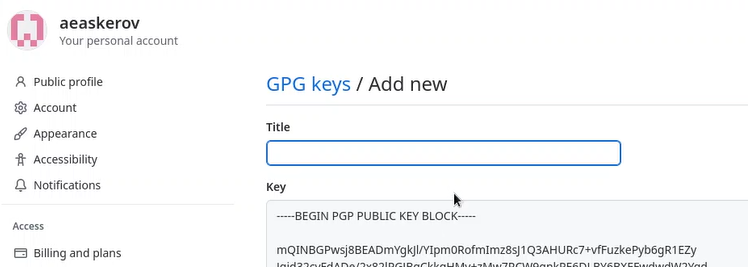 aeaskerov
Your personal account
Public profile
Account
Appearance
Accessibility
Notifications
Access
Billing and plans
GPG keys / Add new
Title
Key
-----BEGIN PGP PUBLIC KEY BLOCK-----
mQINBGPwsj8BEADmYgkJl/YIpm0RofmImz8sJ1Q3AHURc7+vfFuzkePyb6gR1EZy